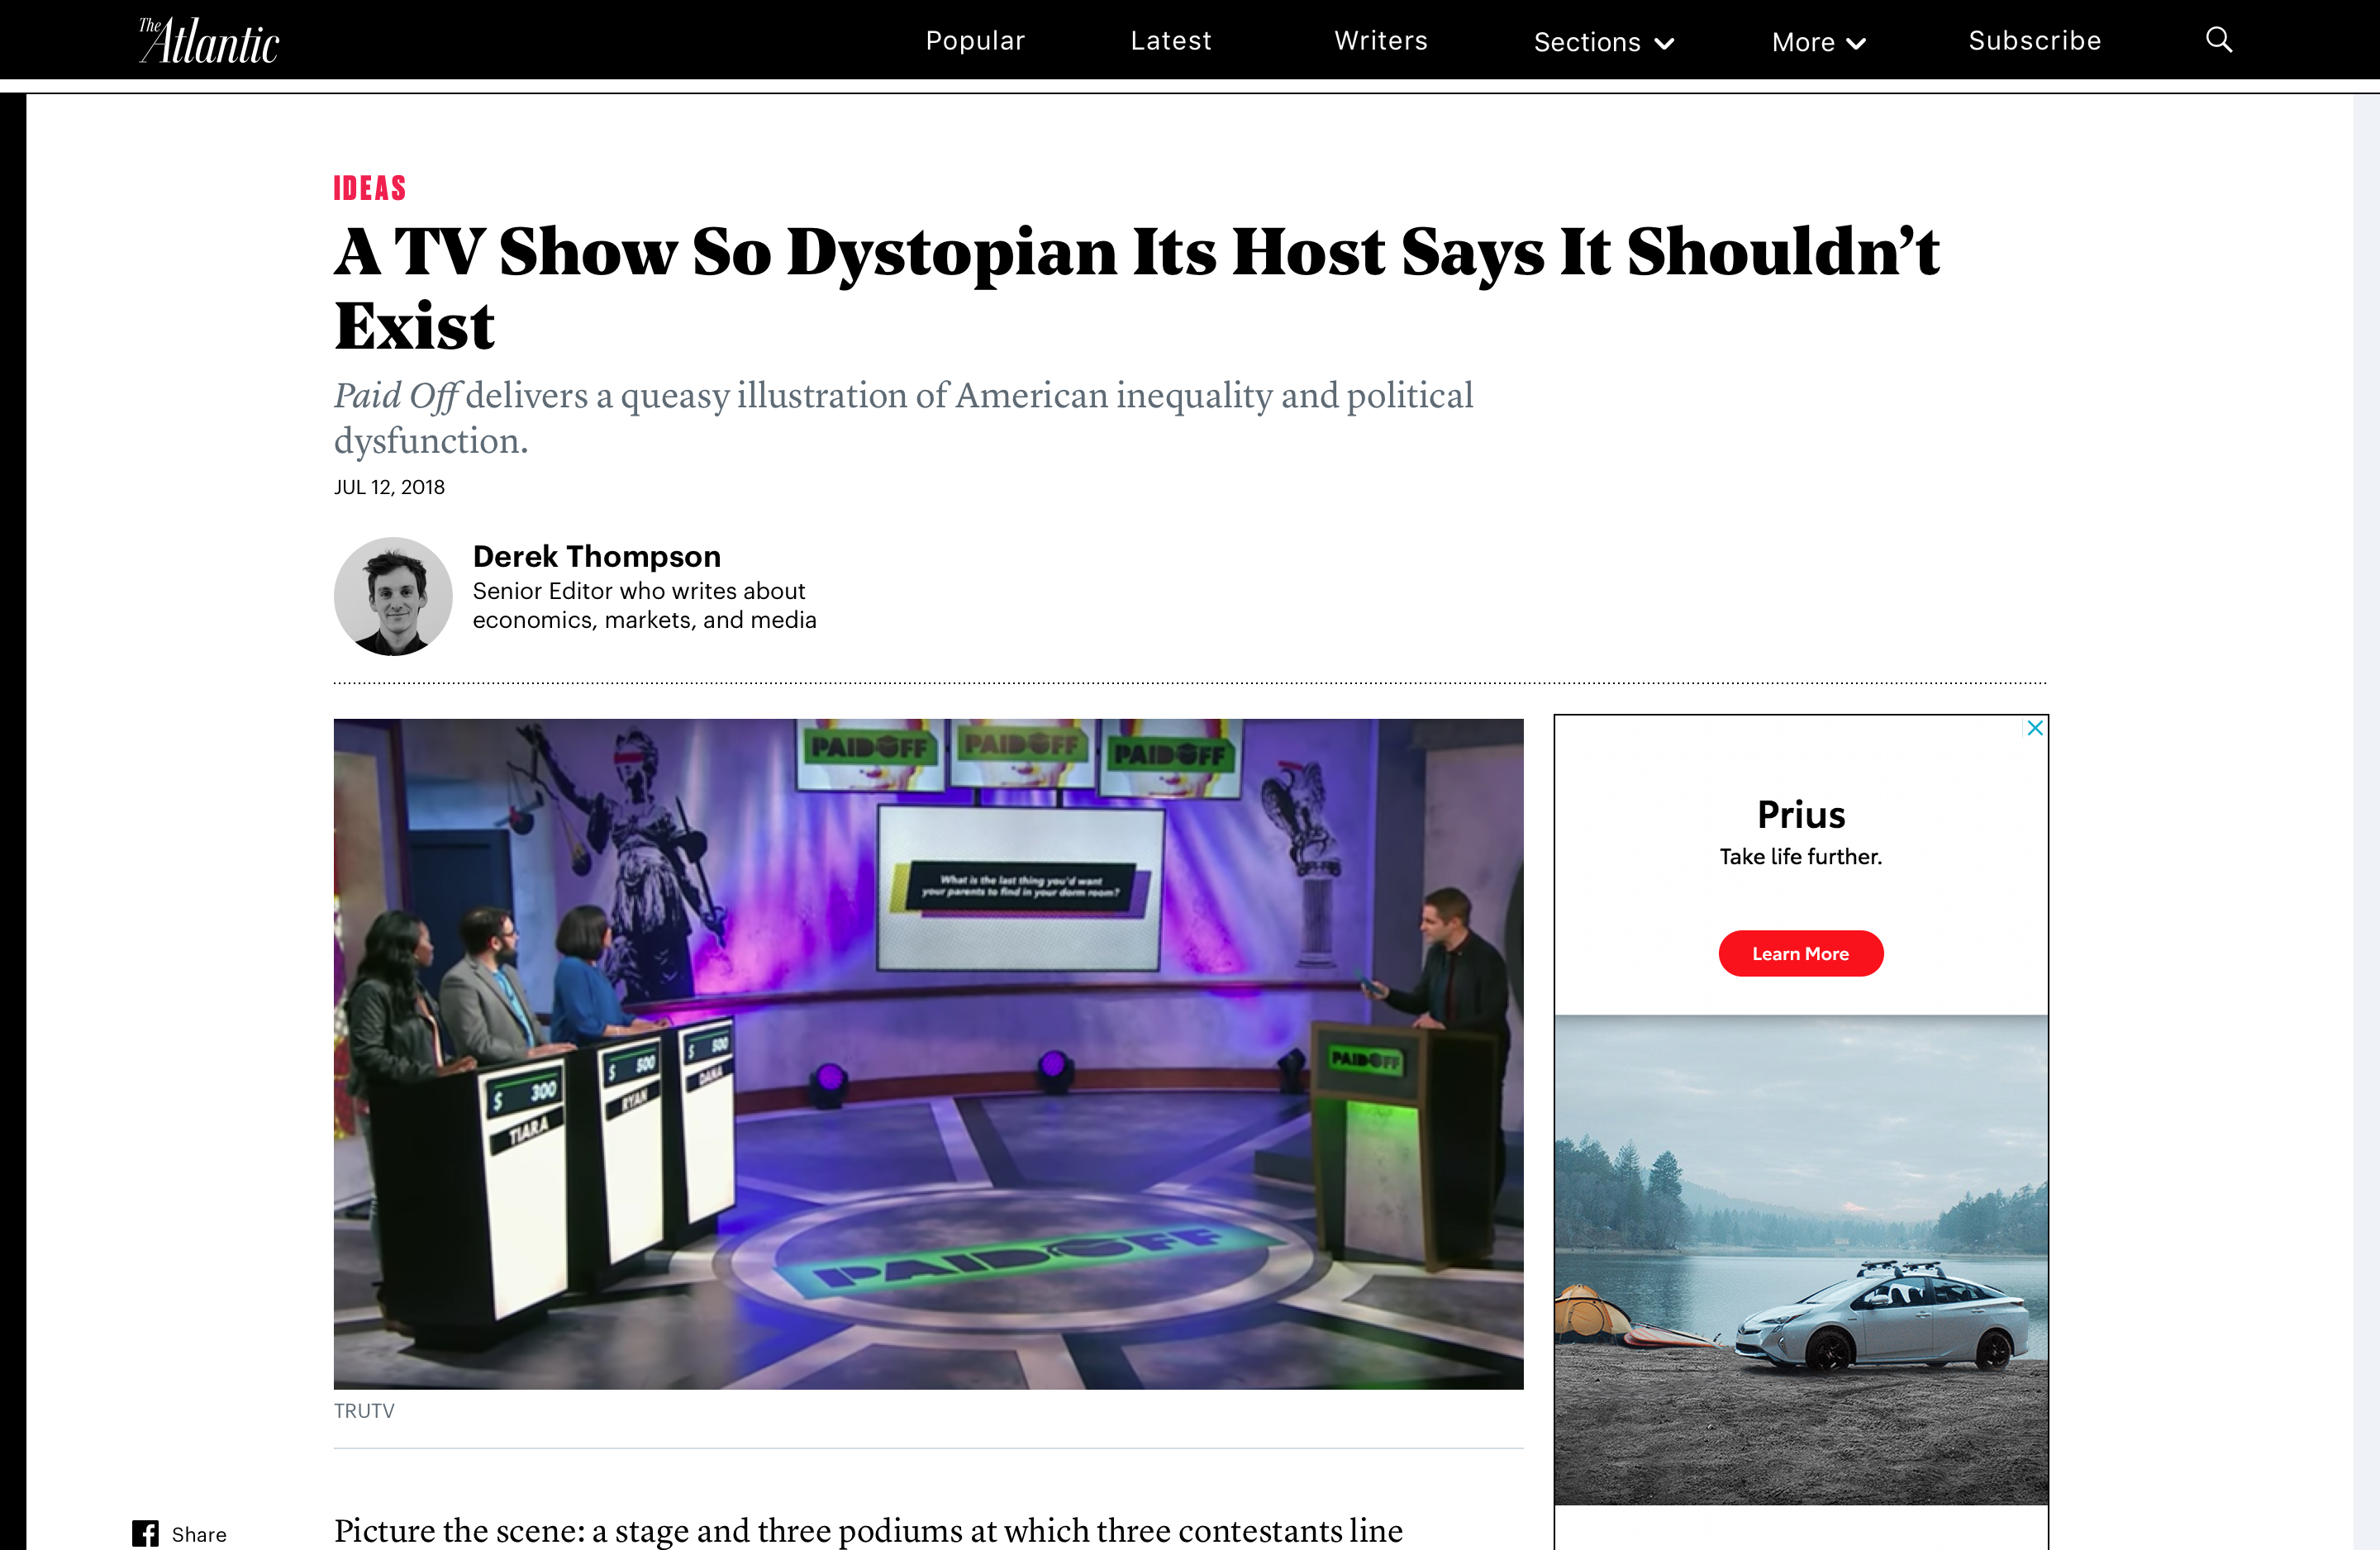 The Atlantic
Popular
Latest
Writers
Sections
More
Subscribe
IDEAS
A TV Show So Dystopian Its Host Says It Shouldn’t
Exist
Paid Off delivers a queasy illustration of American inequality and political
dysfunction.
JUL 12, 2018
Derek Thompson
Senior Editor who writes about
economics, markets, and media
PAID OFF
PAID OFF
PAID OFF
What is the last thing you'd want
your parents to find in your dorm room?
$ 300
TIARA
$ 500
RYAN
$ 500
DANA
PAID OFF
PAID OFF
TRUTV
Prius
Take life further.
Learn More
Share
Picture the scene: a stage and three podiums at which three contestants line